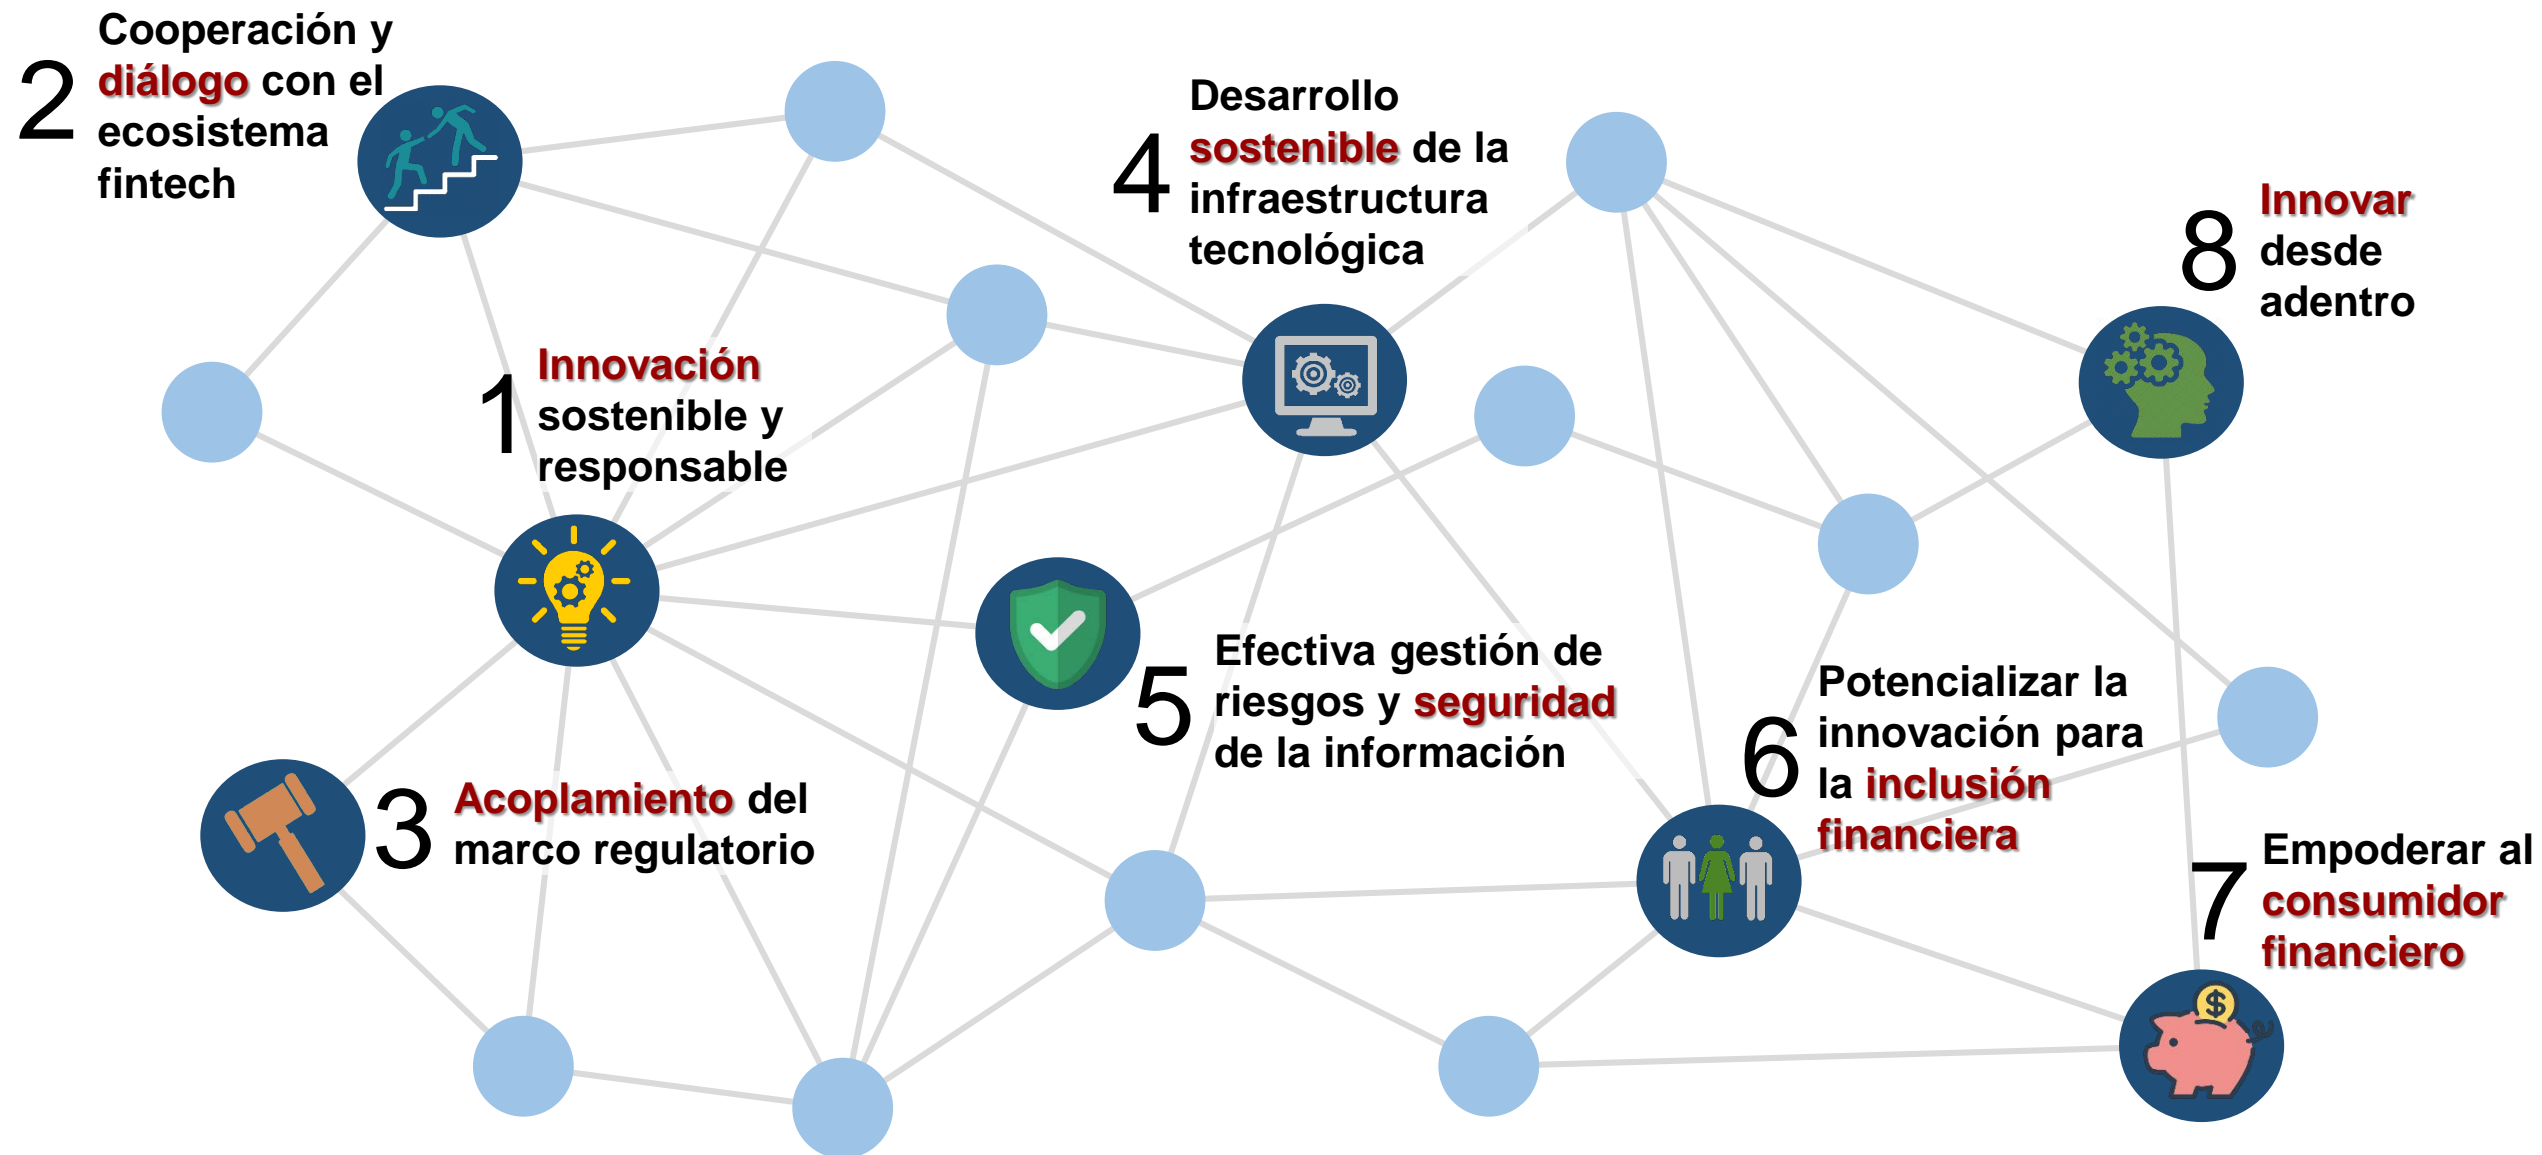 1
Innovación
sostenible y
responsable
2
Cooperación y
diálogo con el
ecosistema
fintech
3
Acoplamiento del
marco regulatorio
4
Desarrollo
sostenible de la
infraestructura
tecnológica
5
Efectiva gestión de
riesgos y seguridad
de la información
6
Potencializar la
innovación para
la inclusión
financiera
7
Empoderar al
consumidor
financiero
$
8
Innovar
desde
adentro